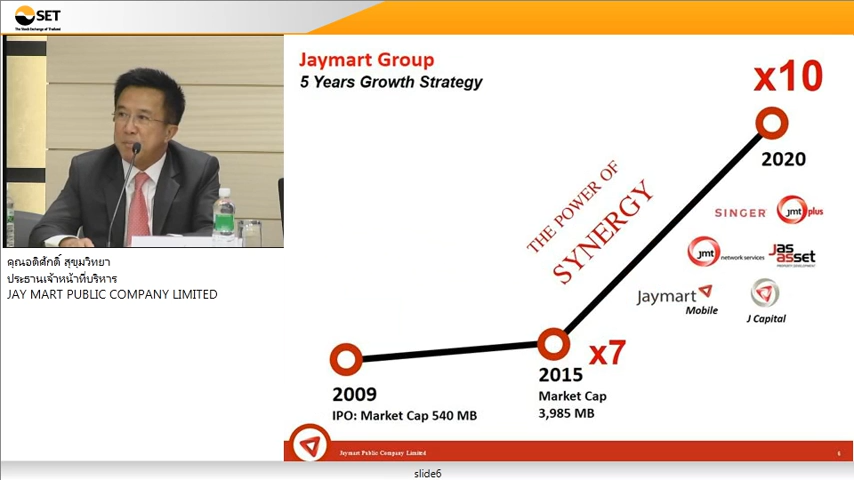 SET
The Stock Exchange of Thailand
Jaymart Group
5 Years Growth Strategy
x10
2020
THE POWER OF
SYNERGY
SINGER
jmt plus
jmt network services
jas asset
PROPERTY DEVELOPMENT
Jaymart
Mobile
J Capital
x7
2009
IPO: Market Cap 540 MB
2015
Market Cap
3,985 MB
Jaymart Public Company Limited
6
คุณอดิศักดิ์ สุขุมวิทยา
ประธานเจ้าหน้าที่บริหาร
JAY MART PUBLIC COMPANY LIMITED
slide6